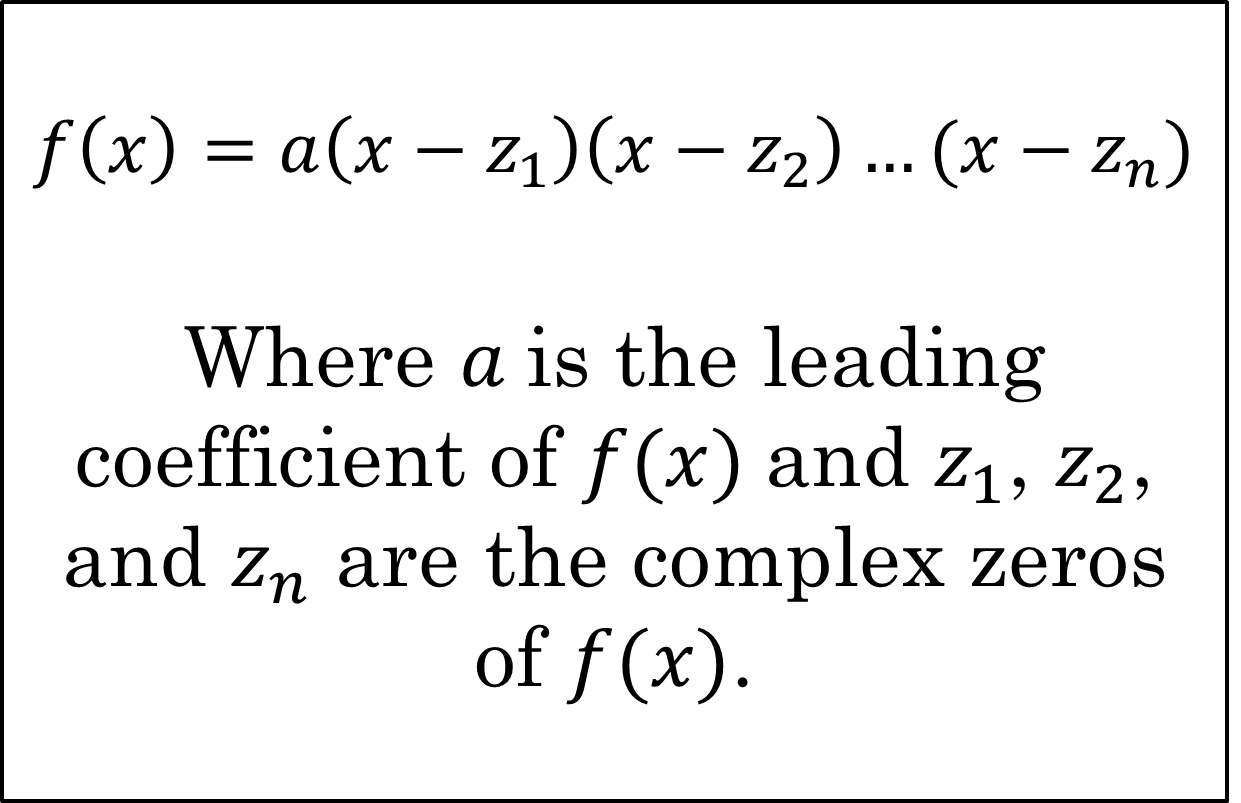 f(x) = a(x − z₁)(x − z₂) … (x − zₙ)
Where a is the leading
coefficient of f(x) and z₁, z₂,
and zₙ are the complex zeros
of f(x).